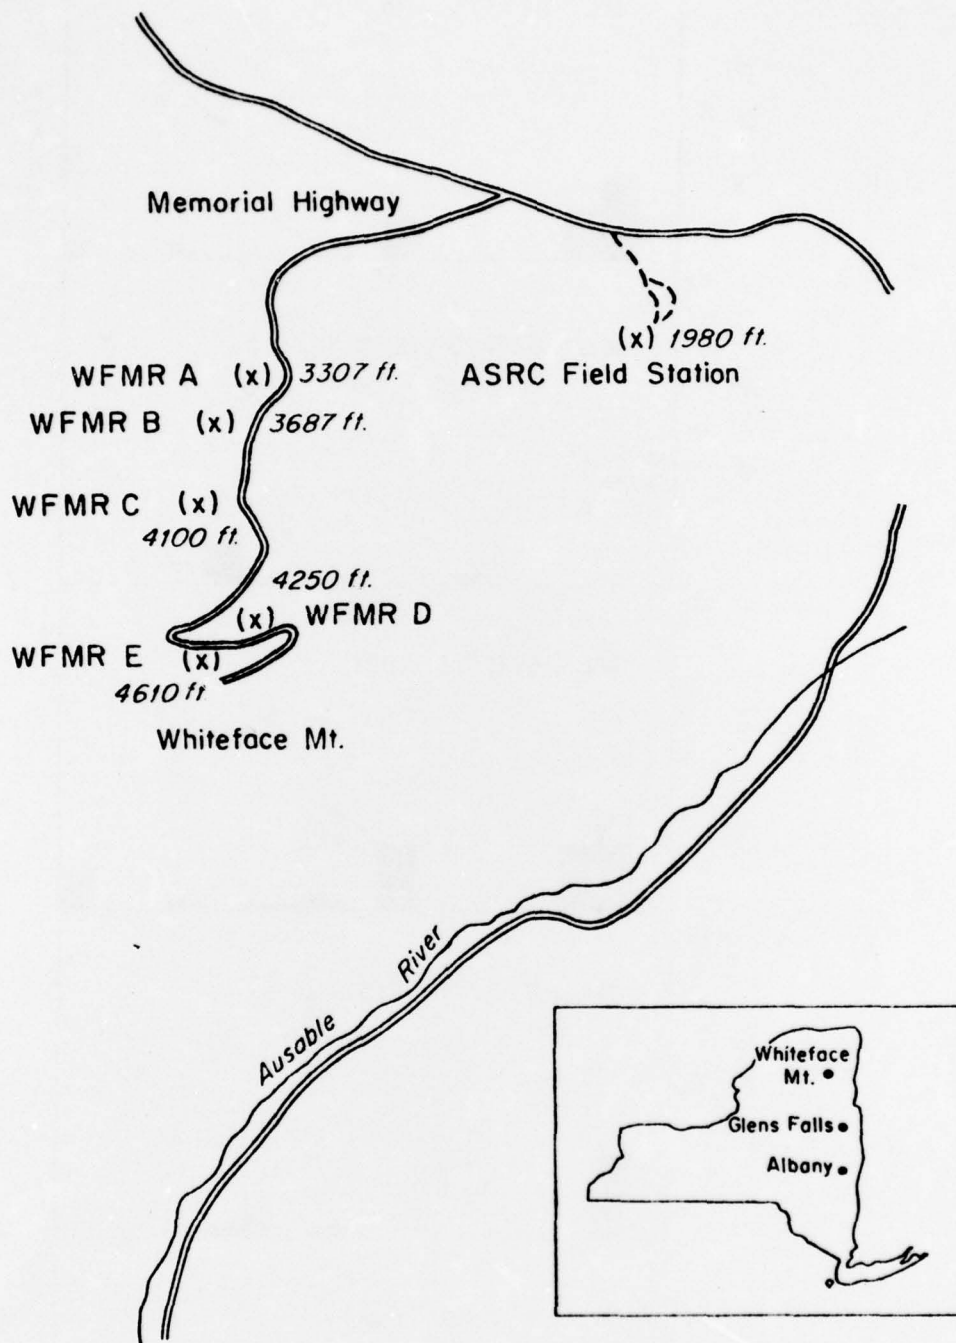 Memorial Highway
(x) 1980 ft.
ASRC Field Station
WFMR A (x) 3307 ft.
WFMR B (x) 3687 ft.
WFMR C (x)
4100 ft.
4250 ft.
(x) WFMR D
WFMR E (x)
4610 ft
Whiteface Mt.
Ausable River
Whiteface
Mt.
Glens Falls
Albany